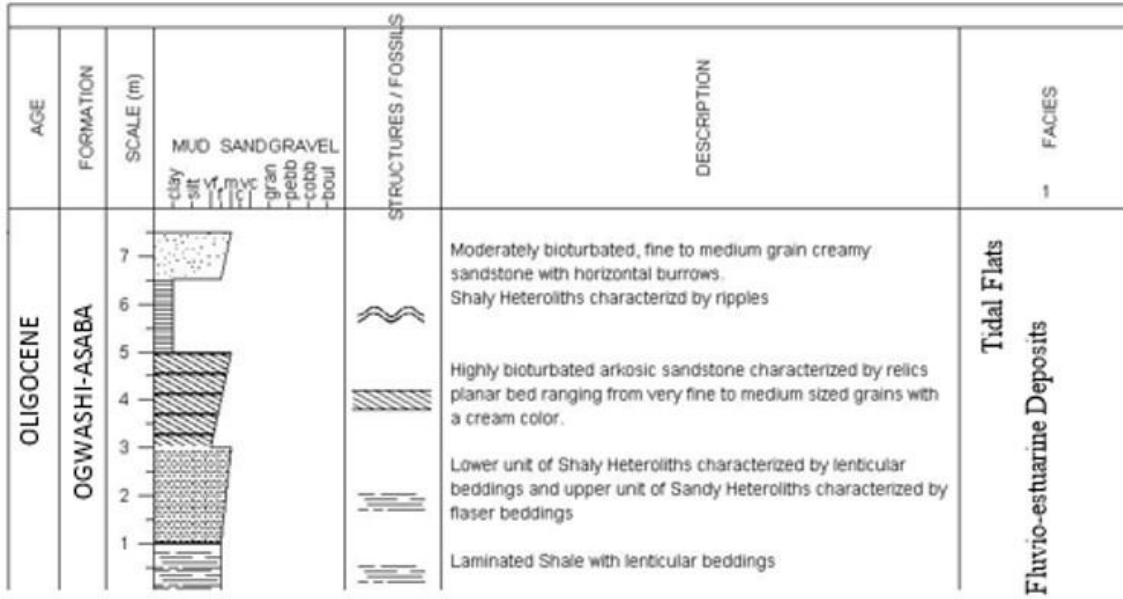 AGE
FORMATION
SCALE (m)
MUD SANDGRAVEL
clay
silt
vf
f
m
c
vc
gran
pebb
cobb
boul
STRUCTURES / FOSSILS
DESCRIPTION
FACIES
1
OLIGOCENE
OGWASHI-ASABA
7
6
5
4
3
2
1
Moderately bioturbated, fine to medium grain creamy
sandstone with horizontal burrows.
Shaly Heteroliths characterizd by ripples
Highly bioturbated arkosic sandstone characterized by relics
planar bed ranging from very fine to medium sized grains with
a cream color.
Lower unit of Shaly Heteroliths characterized by lenticular
beddings and upper unit of Sandy Heteroliths characterized by
flaser beddings
Laminated Shale with lenticular beddings
Tidal Flats
Fluvio-estuarine Deposits